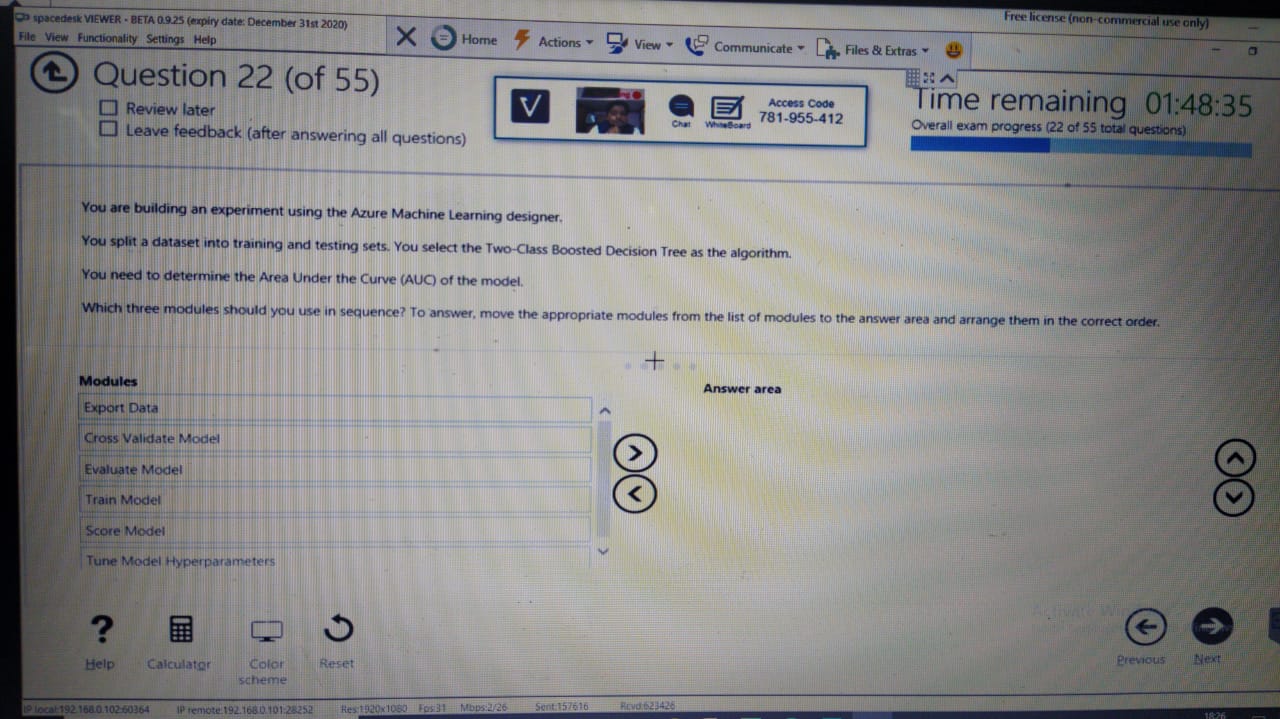 spacedesk VIEWER - BETA 0.9.25 (expiry date: December 31st 2020)
Free license (non-commercial use only)
File View Functionality Settings Help
Home Actions View Communicate Files & Extras
Question 22 (of 55)
Review later
Leave feedback (after answering all questions)
V
Chat
WhiteBoard
Access Code
781-955-412
Time remaining 01:48:35
Overall exam progress (22 of 55 total questions)
You are building an experiment using the Azure Machine Learning designer.
You split a dataset into training and testing sets. You select the Two-Class Boosted Decision Tree as the algorithm.
You need to determine the Area Under the Curve (AUC) of the model.
Which three modules should you use in sequence? To answer, move the appropriate modules from the list of modules to the answer area and arrange them in the correct order.
Modules
Answer area
Export Data
Cross Validate Model
Evaluate Model
Train Model
Score Model
Tune Model Hyperparameters
Help
Calculator
Color scheme
Reset
Previous
Next
IP local:192.168.0.102:60364 IP remote:192.168.0.101:28252 Res:1920x1080 Fps:31 Mbps:2/26 Sent:157616 Rcvd:623426
18:26